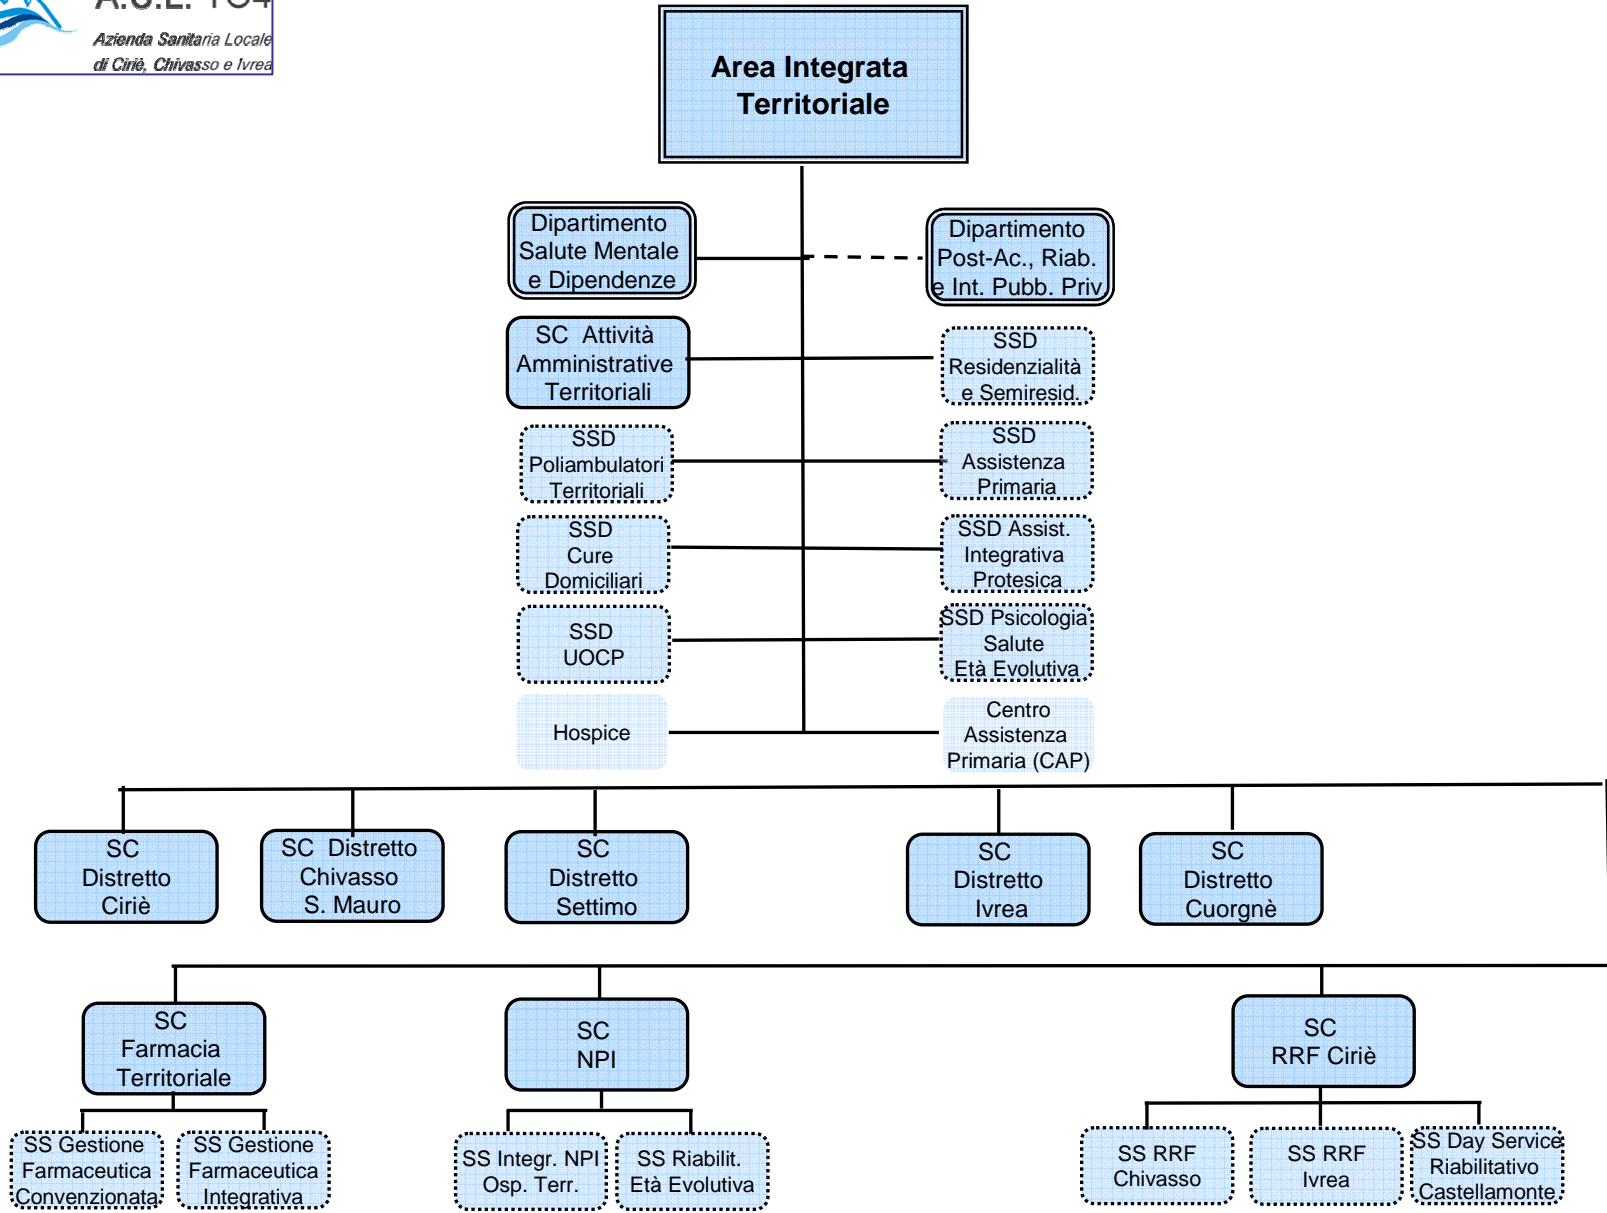 A.S.L. TO4
Azienda Sanitaria Locale
di Ciriè, Chivasso e Ivrea
Area Integrata
Territoriale
Dipartimento
Salute Mentale
e Dipendenze
Dipartimento
Post-Ac., Riab.
e Int. Pubb. Priv.
SC Attività
Amministrative
Territoriali
SSD
Residenzialità
e Semiresid.
SSD
Poliambulatori
Territoriali
SSD
Assistenza
Primaria
SSD
Cure
Domiciliari
SSD Assist.
Integrativa
Protesica
SSD
UOCP
SSD Psicologia
Salute
Età Evolutiva
Hospice
Centro
Assistenza
Primaria (CAP)
SC
Distretto
Ciriè
SC Distretto
Chivasso
S. Mauro
SC
Distretto
Settimo
SC
Distretto
Ivrea
SC
Distretto
Cuorgnè
SC
Farmacia
Territoriale
SC
NPI
SC
RRF Ciriè
SS Gestione
Farmaceutica
Convenzionata
SS Gestione
Farmaceutica
Integrativa
SS Integr. NPI
Osp. Terr.
SS Riabilit.
Età Evolutiva
SS RRF
Chivasso
SS RRF
Ivrea
SS Day Service
Riabilitativo
Castellamonte